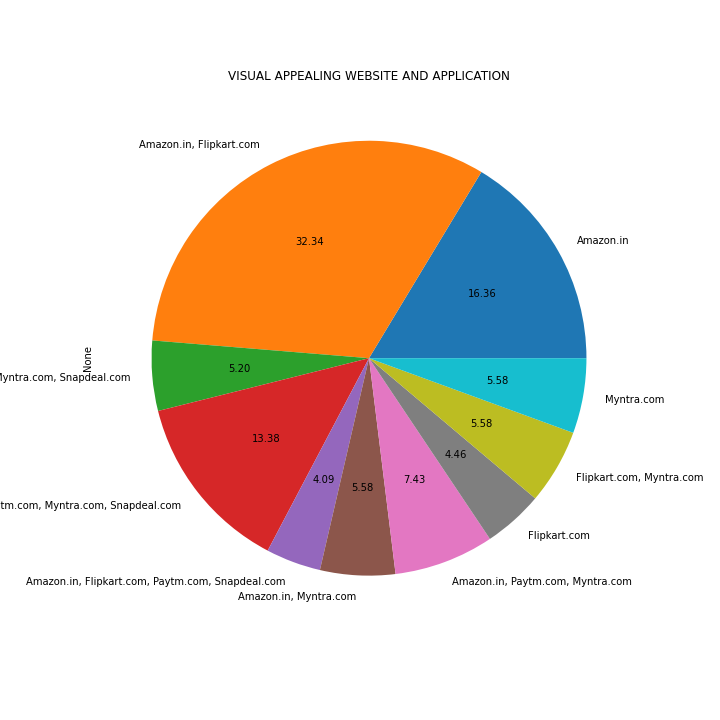 VISUAL APPEALING WEBSITE AND APPLICATION
Amazon.in, Flipkart.com
Amazon.in
32.34
16.36
None
Myntra.com, Snapdeal.com
5.20
5.58
Myntra.com
13.38
5.58
4.46
Flipkart.com, Myntra.com
4.09
5.58
7.43
Myntra.com, Snapdeal.com
Flipkart.com
Amazon.in, Flipkart.com, Paytm.com, Snapdeal.com
Amazon.in, Myntra.com
Amazon.in, Paytm.com, Myntra.com